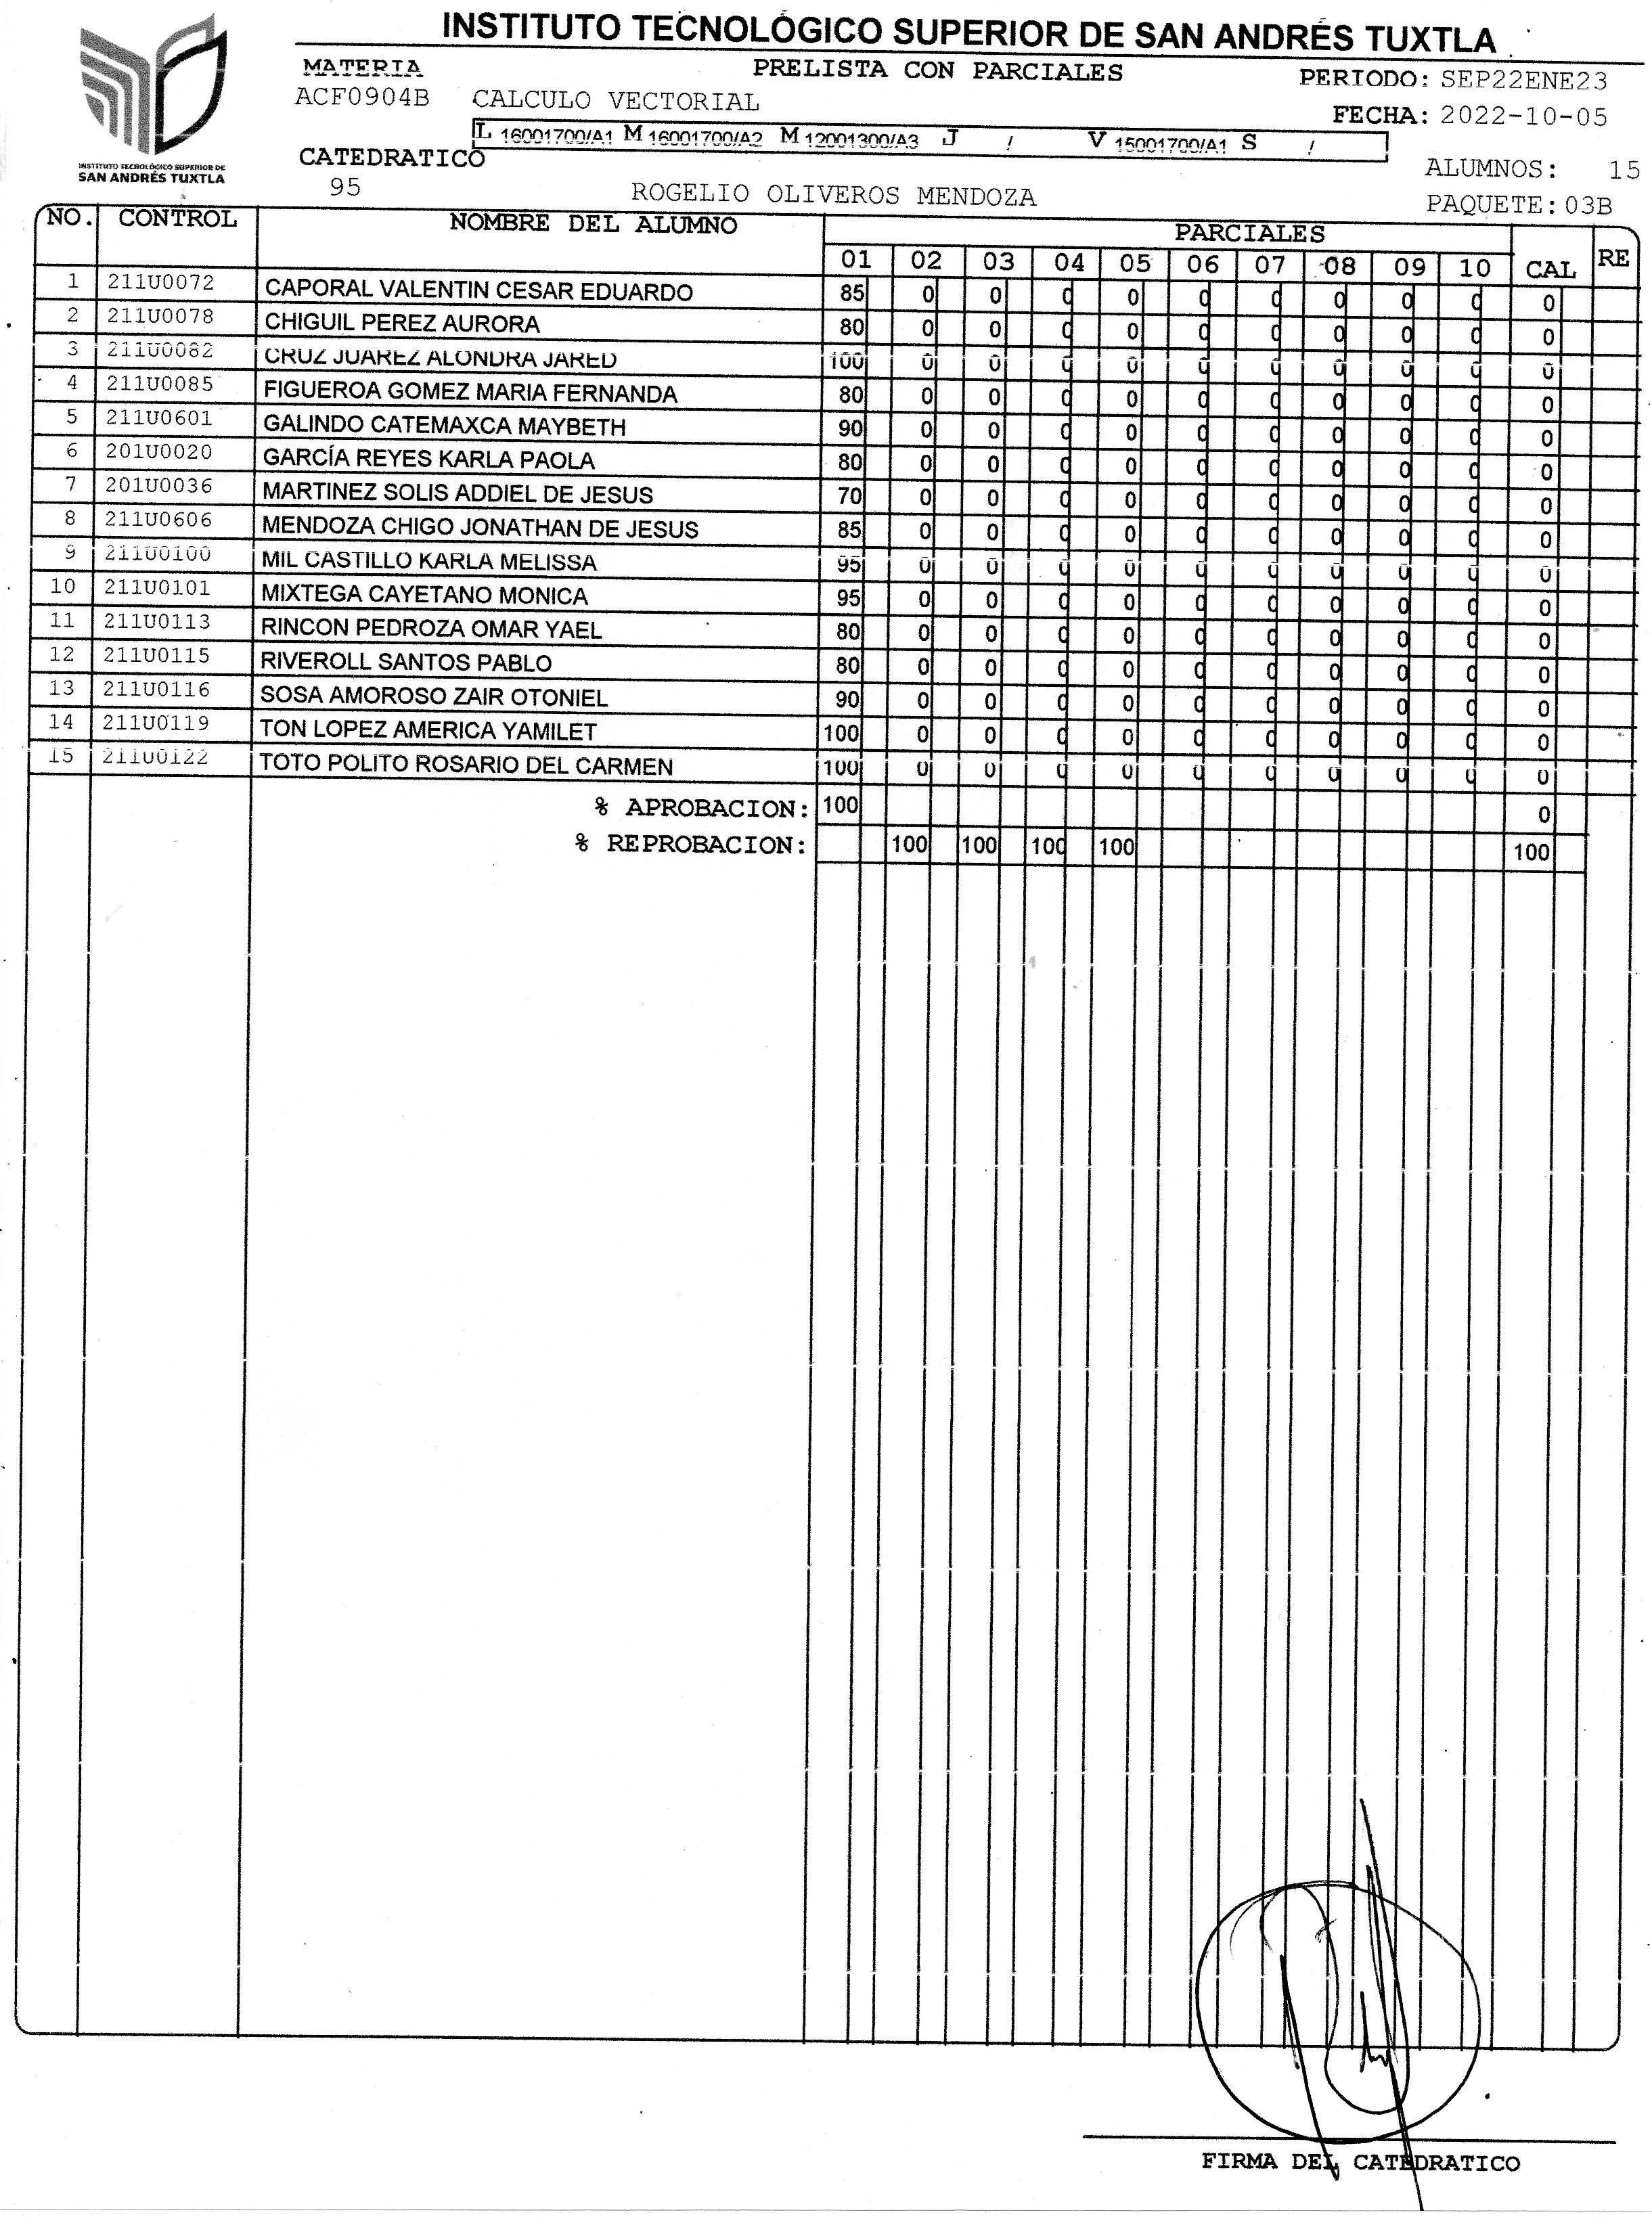 INSTITUTO TECNOLÓGICO SUPERIOR DE SAN ANDRÉS TUXTLA
MATERIA PRELISTA CON PARCIALES PERIODO: SEP22ENE23
ACF0904B CALCULO VECTORIAL FECHA: 2022-10-05
L 16001700/A1 M 16001700/A2 M 12001300/A3 J / V 15001700/A1 S /
INSTITUTO TECNOLÓGICO SUPERIOR DE
SAN ANDRÉS TUXTLA
CATEDRATICO ALUMNOS: 15
95 ROGELIO OLIVEROS MENDOZA PAQUETE: 03B
NO. CONTROL NOMBRE DEL ALUMNO PARCIALES RE
01 02 03 04 05 06 07 08 09 10 CAL
1 211U0072 CAPORAL VALENTIN CESAR EDUARDO 85 0 0 0 0 0 0 0 0 0 0
2 211U0078 CHIGUIL PEREZ AURORA 80 0 0 0 0 0 0 0 0 0 0
3 211U0082 CRUZ JUAREZ ALONDRA JARED 100 0 0 0 0 0 0 0 0 0 0
4 211U0085 FIGUEROA GOMEZ MARIA FERNANDA 80 0 0 0 0 0 0 0 0 0 0
5 211U0601 GALINDO CATEMAXCA MAYBETH 90 0 0 0 0 0 0 0 0 0 0
6 201U0020 GARCÍA REYES KARLA PAOLA 80 0 0 0 0 0 0 0 0 0 0
7 201U0036 MARTINEZ SOLIS ADDIEL DE JESUS 70 0 0 0 0 0 0 0 0 0 0
8 211U0606 MENDOZA CHIGO JONATHAN DE JESUS 85 0 0 0 0 0 0 0 0 0 0
9 211U0100 MIL CASTILLO KARLA MELISSA 95 0 0 0 0 0 0 0 0 0 0
10 211U0101 MIXTEGA CAYETANO MONICA 95 0 0 0 0 0 0 0 0 0 0
11 211U0113 RINCON PEDROZA OMAR YAEL 80 0 0 0 0 0 0 0 0 0 0
12 211U0115 RIVEROLL SANTOS PABLO 80 0 0 0 0 0 0 0 0 0 0
13 211U0116 SOSA AMOROSO ZAIR OTONIEL 90 0 0 0 0 0 0 0 0 0 0
14 211U0119 TON LOPEZ AMERICA YAMILET 100 0 0 0 0 0 0 0 0 0 0
15 211U0122 TOTO POLITO ROSARIO DEL CARMEN 100 0 0 0 0 0 0 0 0 0 0
% APROBACION: 100 0
% REPROBACION: 100 100 100 100 100
FIRMA DEL CATEDRATICO